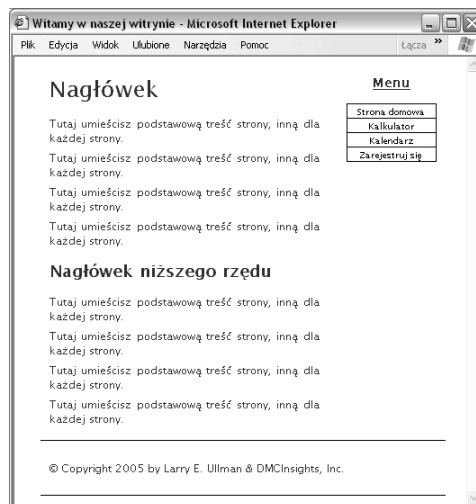 Witamy w naszej witrynie - Microsoft Internet Explorer
Plik Edycja Widok Ulubione Narzędzia Pomoc Łącza »
Nagłówek
Tutaj umieścisz podstawową treść strony, inną dla
każdej strony.
Tutaj umieścisz podstawową treść strony, inną dla
każdej strony.
Tutaj umieścisz podstawową treść strony, inną dla
każdej strony.
Tutaj umieścisz podstawową treść strony, inną dla
każdej strony.
Nagłówek niższego rzędu
Tutaj umieścisz podstawową treść strony, inną dla
każdej strony.
Tutaj umieścisz podstawową treść strony, inną dla
każdej strony.
Tutaj umieścisz podstawową treść strony, inną dla
każdej strony.
Tutaj umieścisz podstawową treść strony, inną dla
każdej strony.
Menu
Strona domowa
Kalkulator
Kalendarz
Zarejestruj się
© Copyright 2005 by Larry E. Ullman & DMCInsights, Inc.